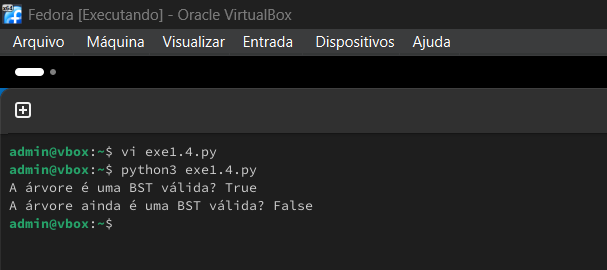 x64
Fedora [Executando] - Oracle VirtualBox
Arquivo Máquina Visualizar Entrada Dispositivos Ajuda
admin@vbox:~$ vi exe1.4.py
admin@vbox:~$ python3 exe1.4.py
A árvore é uma BST válida? True
A árvore ainda é uma BST válida? False
admin@vbox:~$